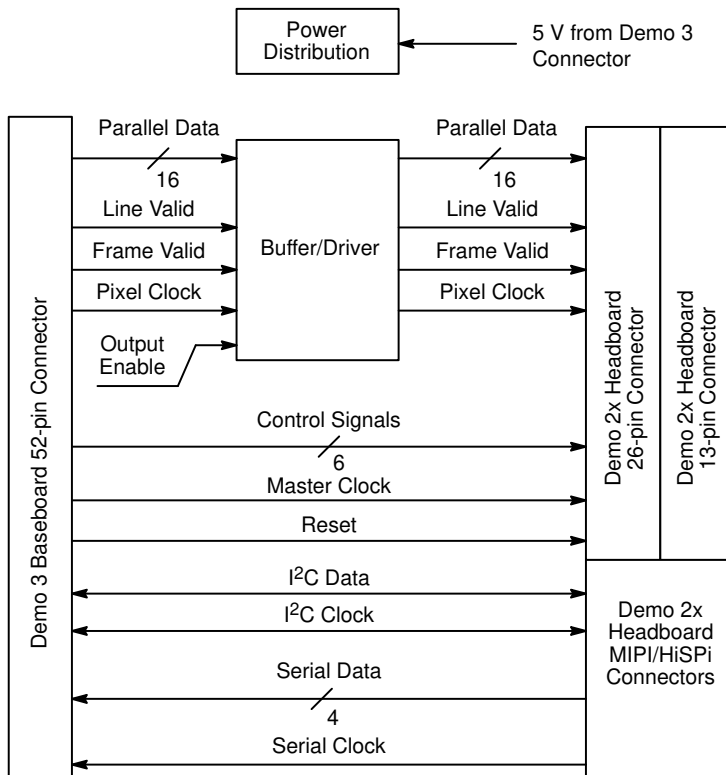 Power
Distribution
5 V from Demo 3
Connector
Parallel Data
16
Line Valid
Frame Valid
Pixel Clock
Output
Enable
Buffer/Driver
Parallel Data
16
Line Valid
Frame Valid
Pixel Clock
Demo 3 Baseboard 52-pin Connector
Demo 2x Headboard
26-pin Connector
Demo 2x Headboard
13-pin Connector
Control Signals
6
Master Clock
Reset
I²C Data
I²C Clock
Serial Data
4
Serial Clock
Demo 2x
Headboard
MIPI/HiSPi
Connectors